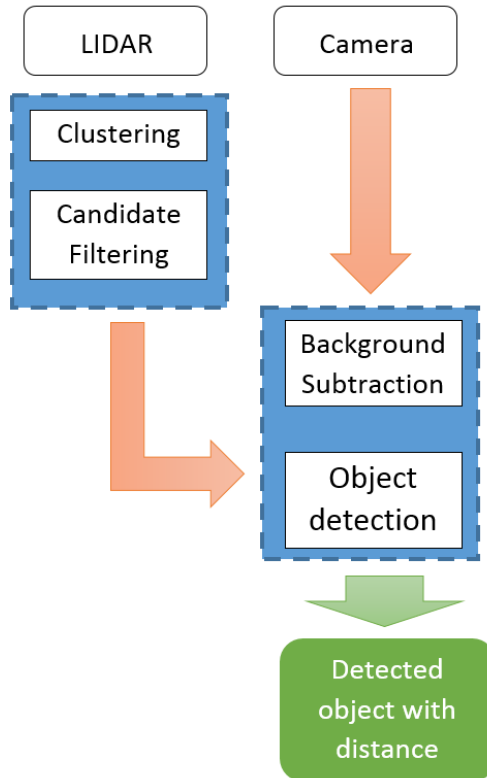 LIDAR
Camera
Clustering
Candidate
Filtering
Background
Subtraction
Object
detection
Detected
object with
distance